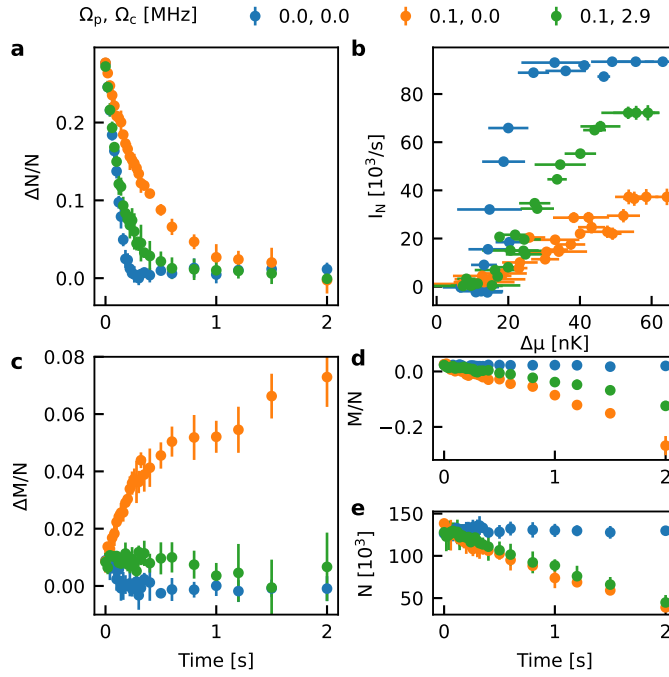 Ωp, Ωc [MHz] 0.0, 0.0 0.1, 0.0 0.1, 2.9
a
ΔN/N
0.2
0.1
0.0
0 1 2
b
I_N [10³/s]
80
60
40
20
0
0 20 40 60
Δμ [nK]
c
ΔM/N
0.08
0.06
0.04
0.02
0.00
0 1 2
Time [s]
d
M/N
0.0
−0.2
0 1 2
e
N [10³]
150
100
50
0 1 2
Time [s]